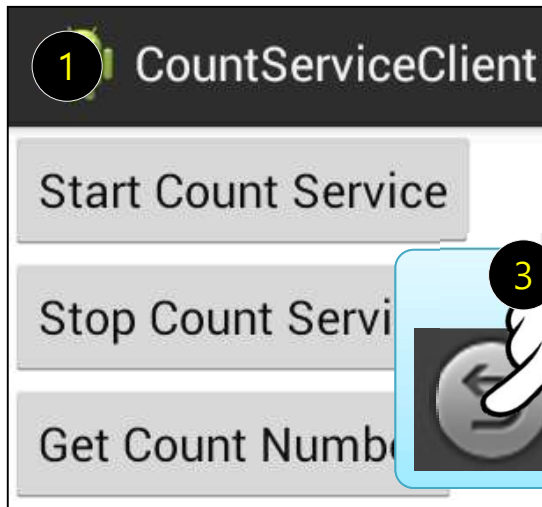 1 CountServiceClient
Start Count Service
3
Stop Count Servi
Get Count Numb